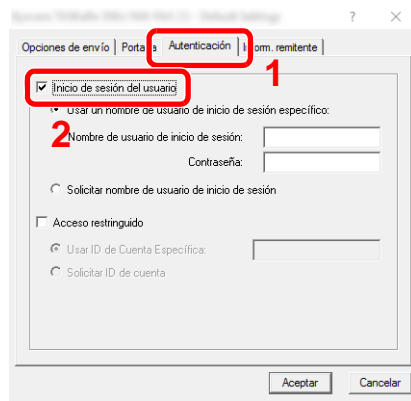 ? ×
Opciones de envío Portada Autenticación Inform. remitente
1
Inicio de sesión del usuario
Usar un nombre de usuario de inicio de sesión específico:
2
Nombre de usuario de inicio de sesión:
Contraseña:
Solicitar nombre de usuario de inicio de sesión
Acceso restringuido
Usar ID de Cuenta Específica:
Solicitar ID de cuenta
Aceptar Cancelar